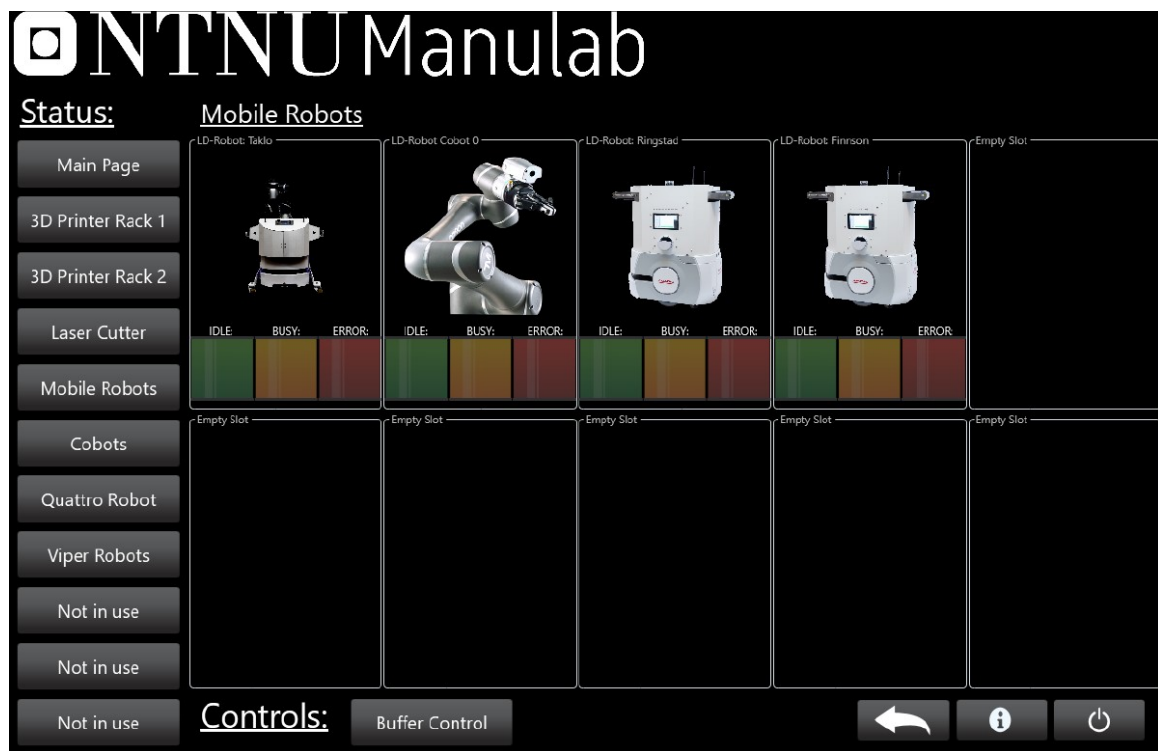 NTNU Manulab
Status:
Mobile Robots
Main Page
3D Printer Rack 1
3D Printer Rack 2
Laser Cutter
Mobile Robots
Cobots
Quattro Robot
Viper Robots
Not in use
Not in use
Not in use
LD-Robot: Taklo
IDLE: BUSY: ERROR:
LD-Robot Cobot 0
IDLE: BUSY: ERROR:
LD-Robot: Ringstad
IDLE: BUSY: ERROR:
LD-Robot: Finnson
IDLE: BUSY: ERROR:
Empty Slot
Empty Slot
Empty Slot
Empty Slot
Empty Slot
Empty Slot
Controls:
Buffer Control